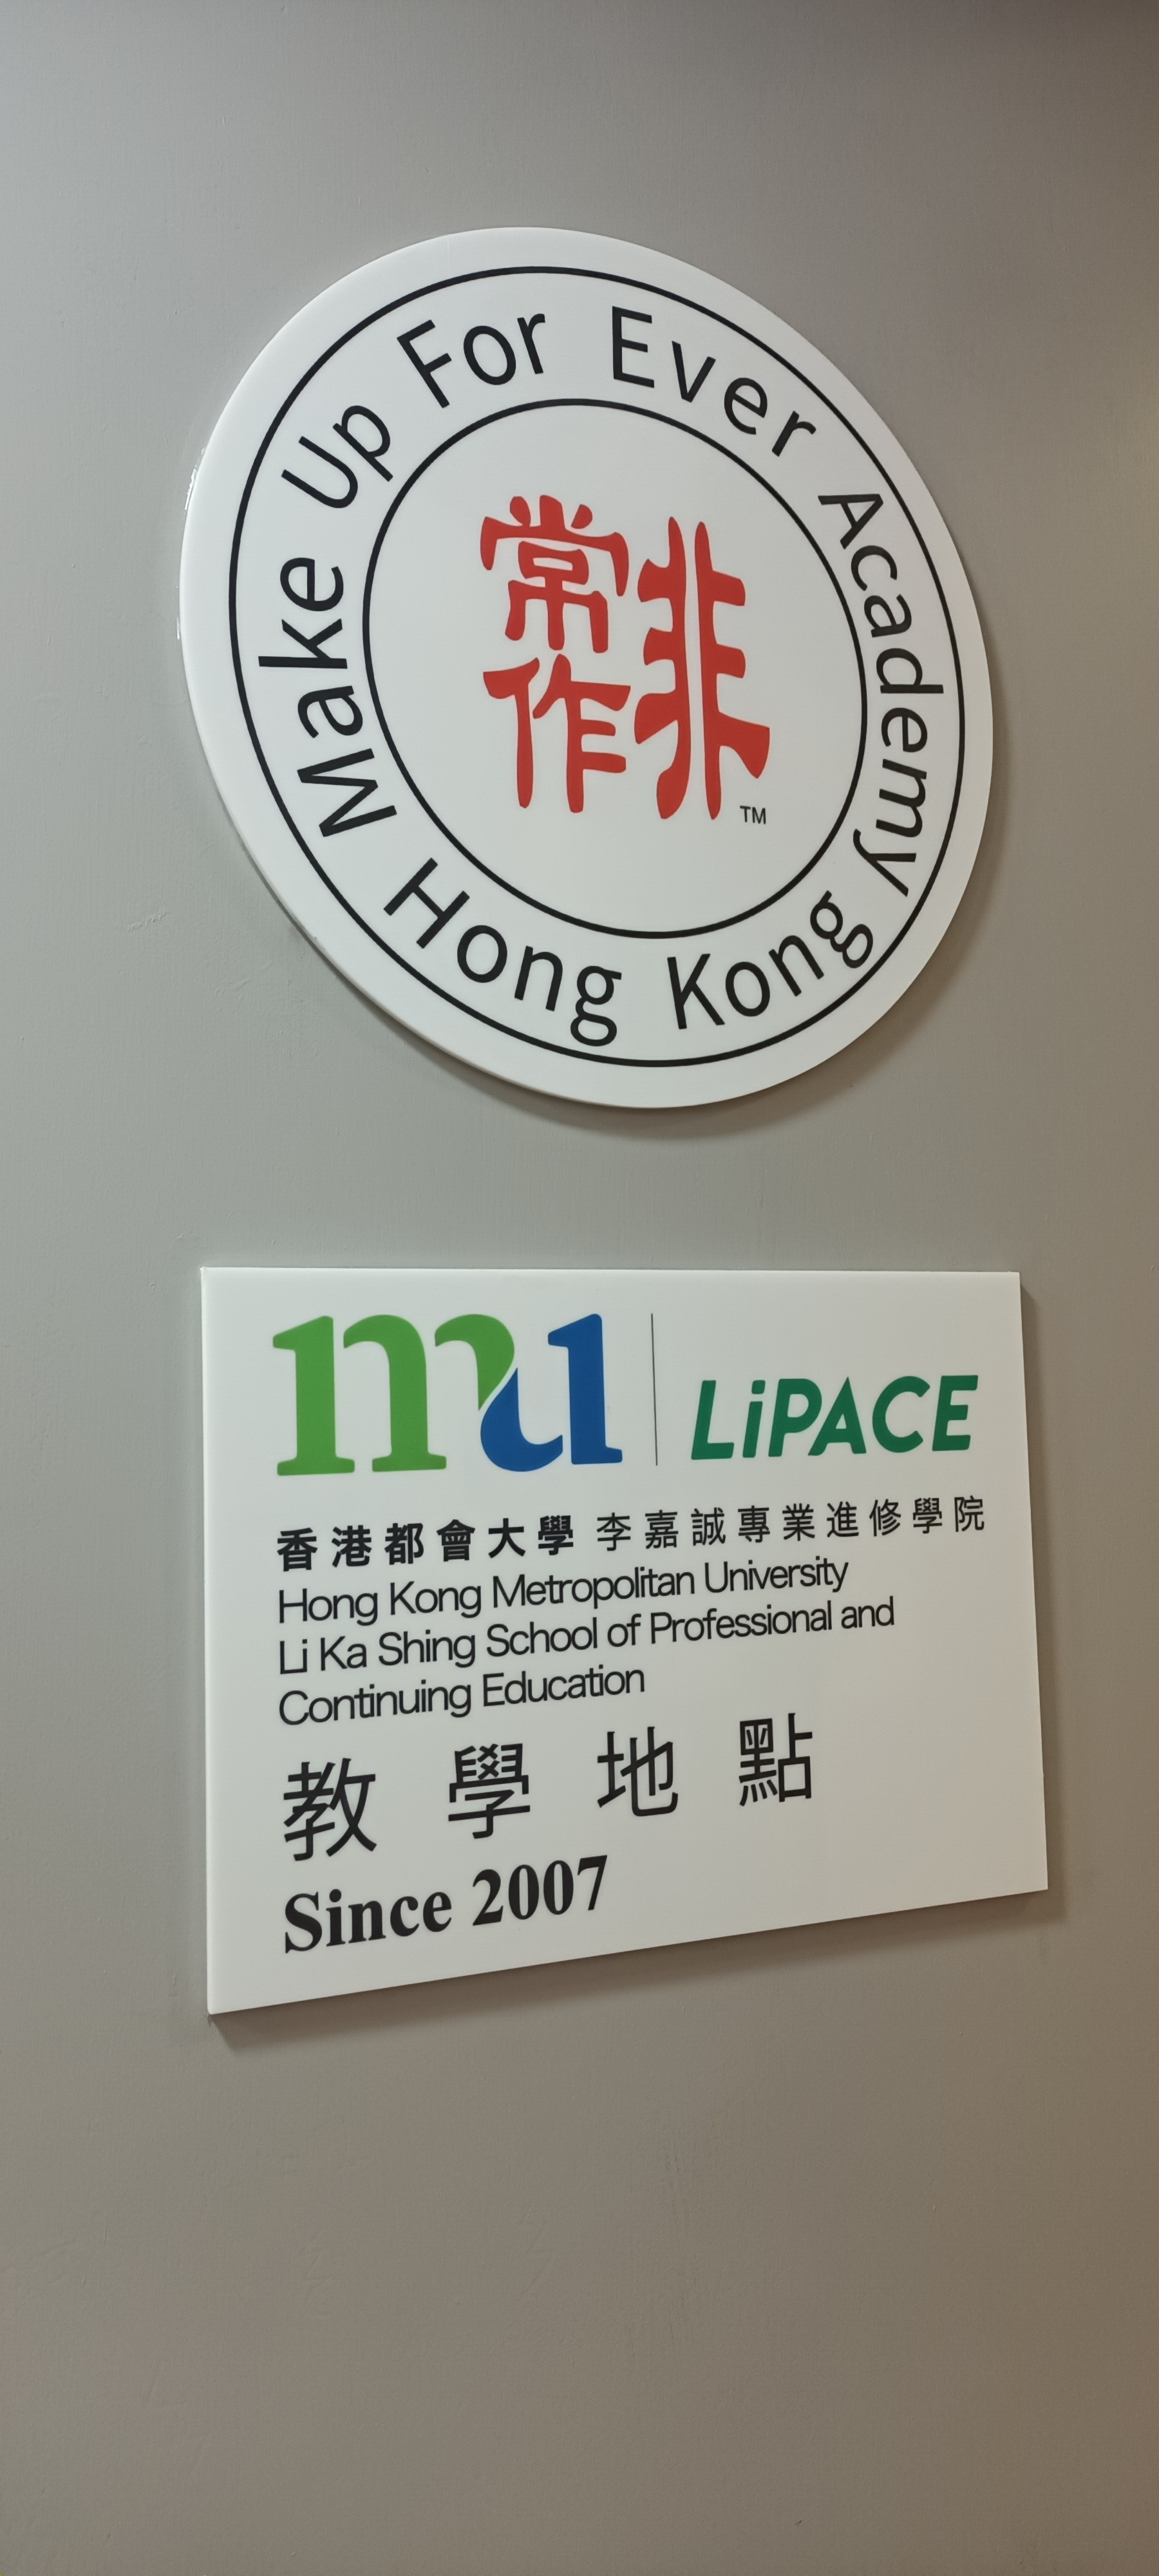 Make Up For Ever Academy
Hong Kong
非常作
TM
mu
LiPACE
香港都會大學 李嘉誠專業進修學院
Hong Kong Metropolitan University
Li Ka Shing School of Professional and
Continuing Education
教學地點
Since 2007